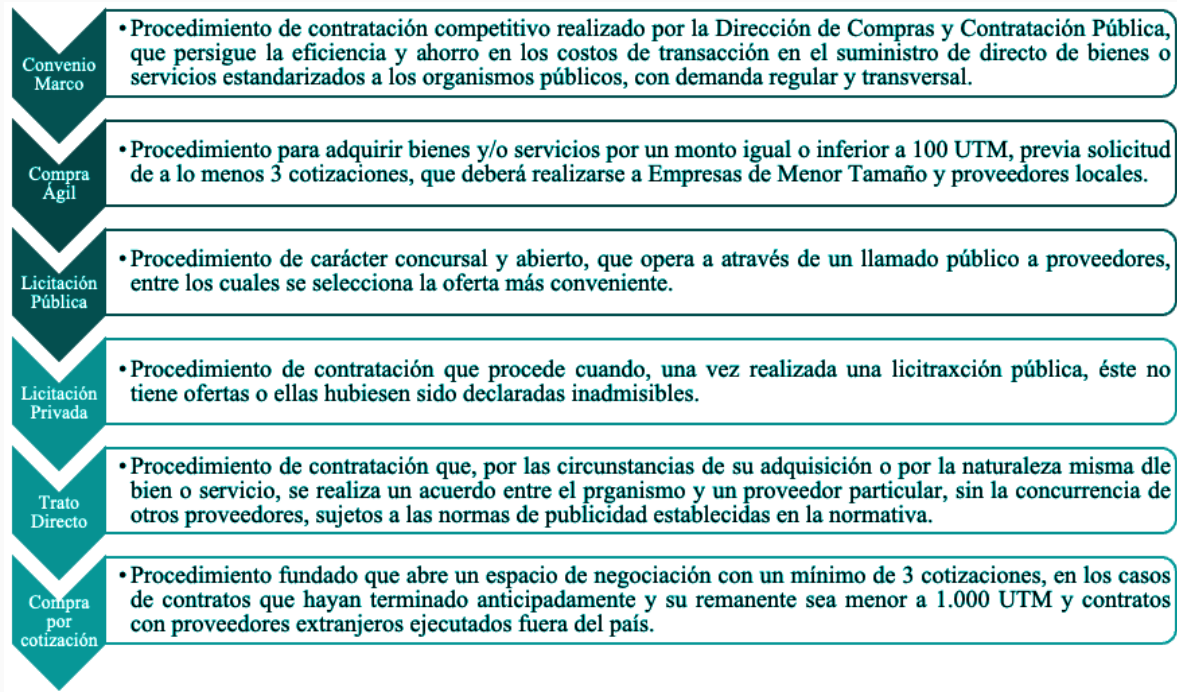 Convenio
Marco
•Procedimiento de contratación competitivo realizado por la Dirección de Compras y Contratación Pública,
que persigue la eficiencia y ahorro en los costos de transacción en el suministro de directo de bienes o
servicios estandarizados a los organismos públicos, con demanda regular y transversal.
Compra
Ágil
•Procedimiento para adquirir bienes y/o servicios por un monto igual o inferior a 100 UTM, previa solicitud
de a lo menos 3 cotizaciones, que deberá realizarse a Empresas de Menor Tamaño y proveedores locales.
Licitación
Pública
•Procedimiento de carácter concursal y abierto, que opera a través de un llamado público a proveedores,
entre los cuales se selecciona la oferta más conveniente.
Licitación
Privada
•Procedimiento de contratación que procede cuando, una vez realizada una licitraxción pública, éste no
tiene ofertas o ellas hubiesen sido declaradas inadmisibles.
Trato
Directo
•Procedimiento de contratación que, por las circunstancias de su adquisición o por la naturaleza misma dle
bien o servicio, se realiza un acuerdo entre el prganismo y un proveedor particular, sin la concurrencia de
otros proveedores, sujetos a las normas de publicidad establecidas en la normativa.
Compra
por
cotización
•Procedimiento fundado que abre un espacio de negociación con un mínimo de 3 cotizaciones, en los casos
de contratos que hayan terminado anticipadamente y su remanente sea menor a 1.000 UTM y contratos
con proveedores extranjeros ejecutados fuera del país.